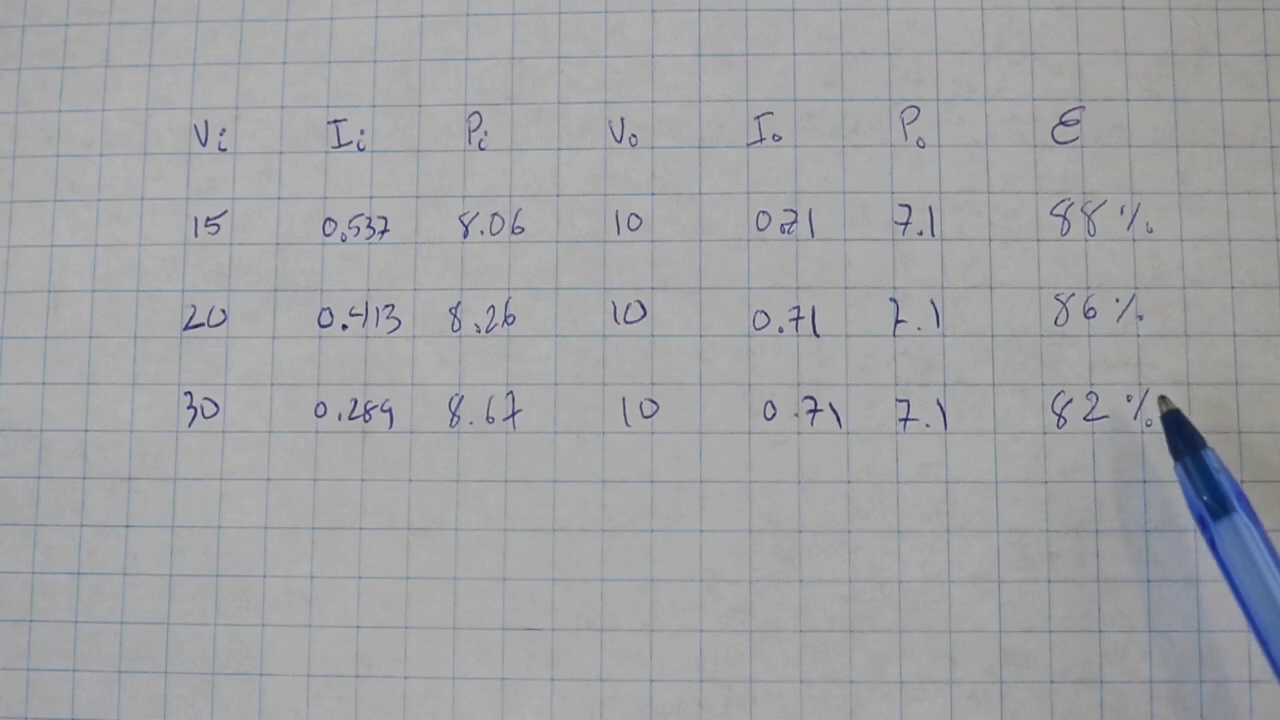 Vi Ii Pi Vo Io Po E
15 0.537 8.06 10 0.71 7.1 88%
20 0.413 8.26 10 0.71 7.1 86%
30 0.289 8.67 10 0.71 7.1 82%